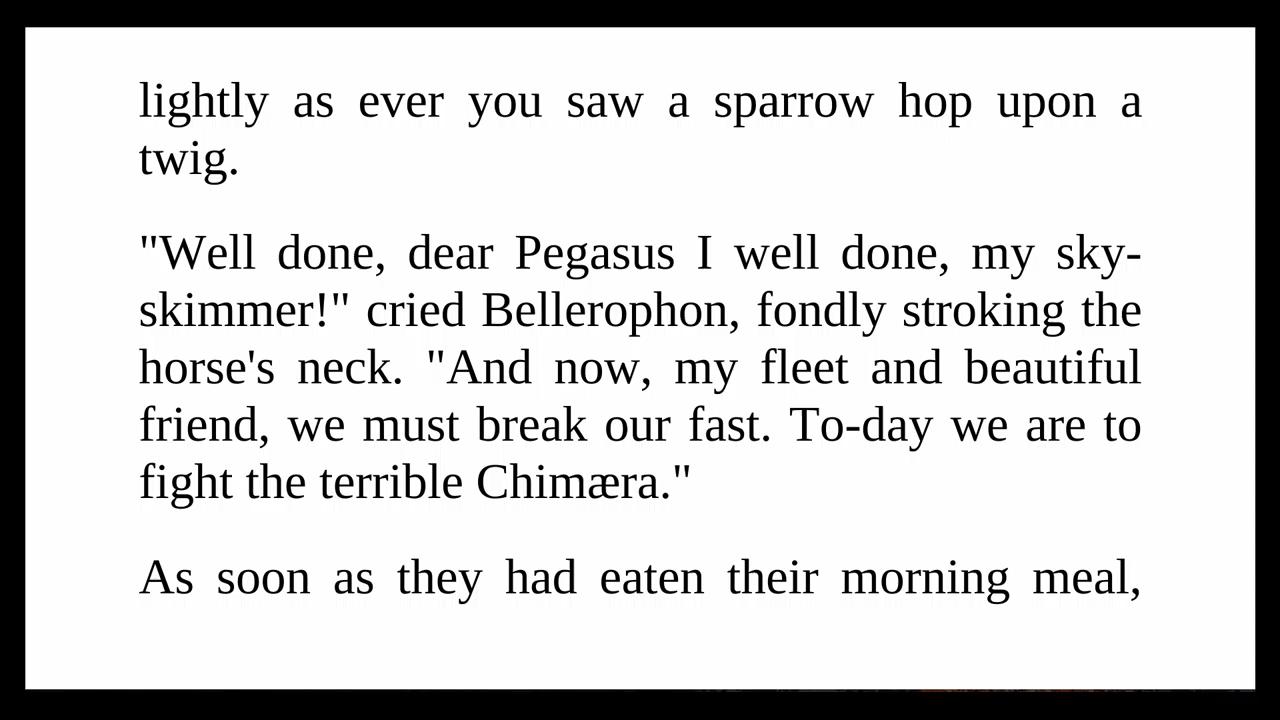 lightly as ever you saw a sparrow hop upon a
twig.
"Well done, dear Pegasus I well done, my sky-
skimmer!" cried Bellerophon, fondly stroking the
horse's neck. "And now, my fleet and beautiful
friend, we must break our fast. To-day we are to
fight the terrible Chimæra."
As soon as they had eaten their morning meal,